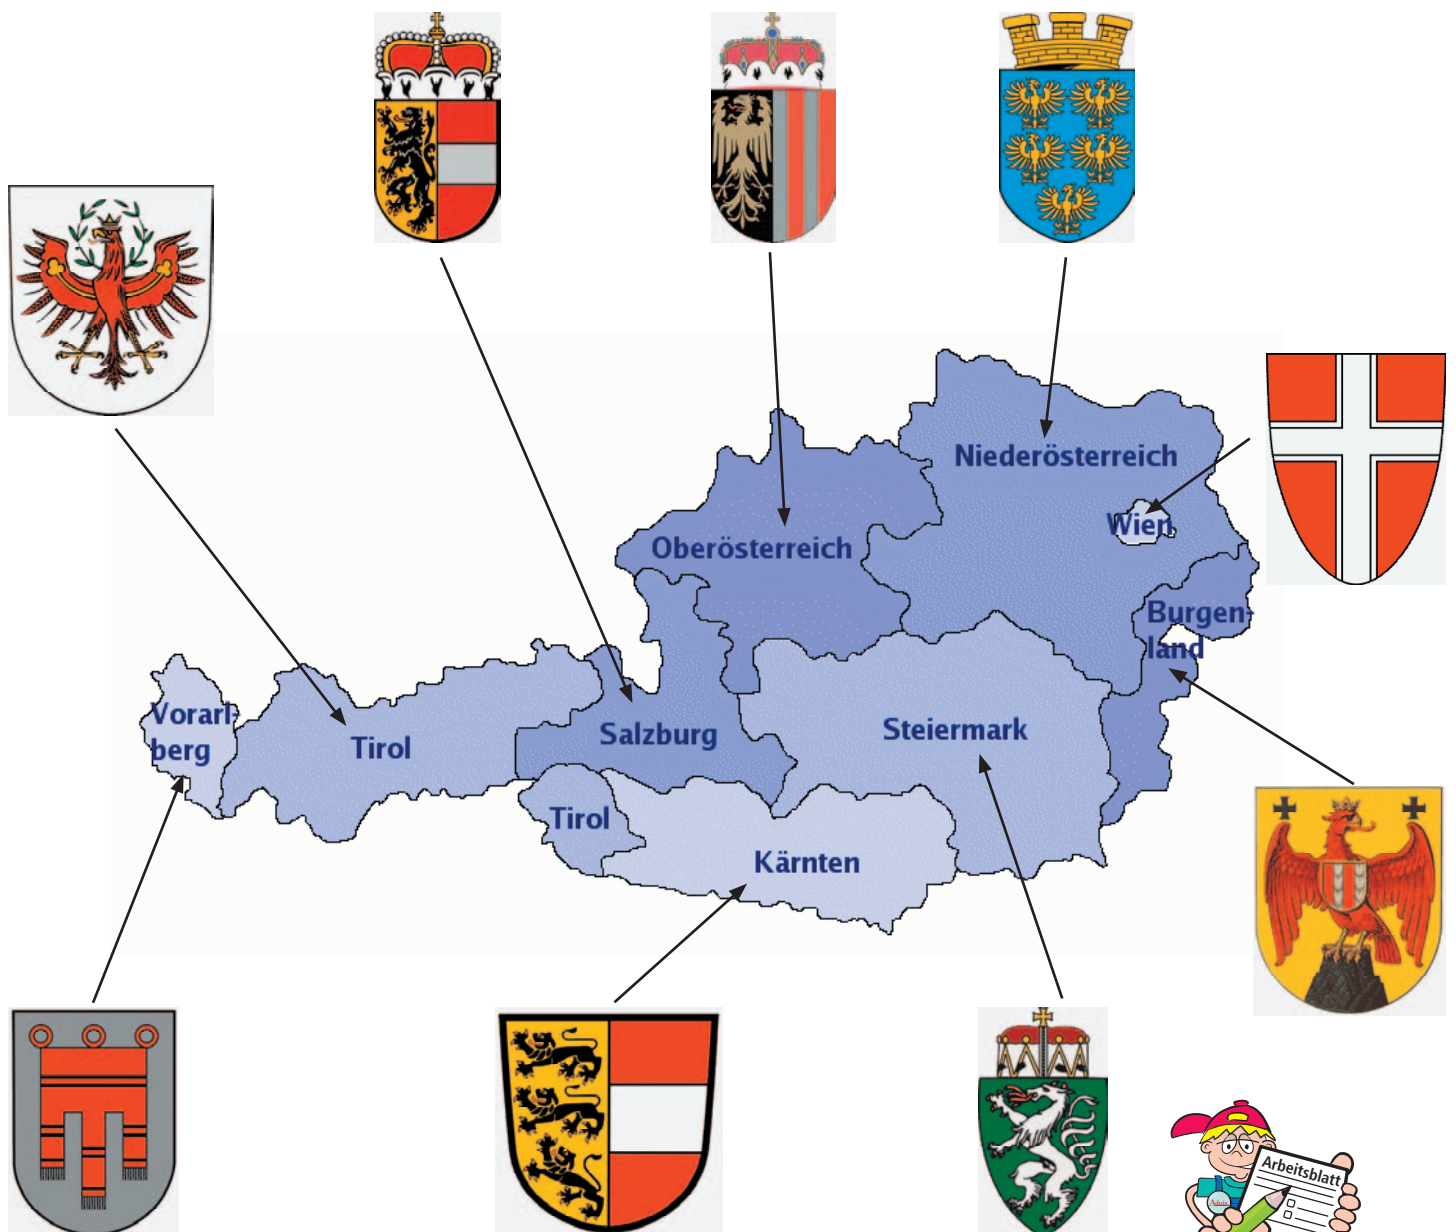 Niederösterreich
Wien
Oberösterreich
Burgen-
land
Vorarl-
berg
Tirol
Salzburg
Steiermark
Tirol
Kärnten
Arbeitsblatt